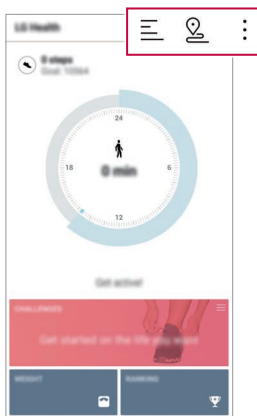 LG Health
0 steps
Goal: 10564
24
18
0 min
6
12
Get active!
CHALLENGES
Get started on the life you want
WEIGHT
RANKING